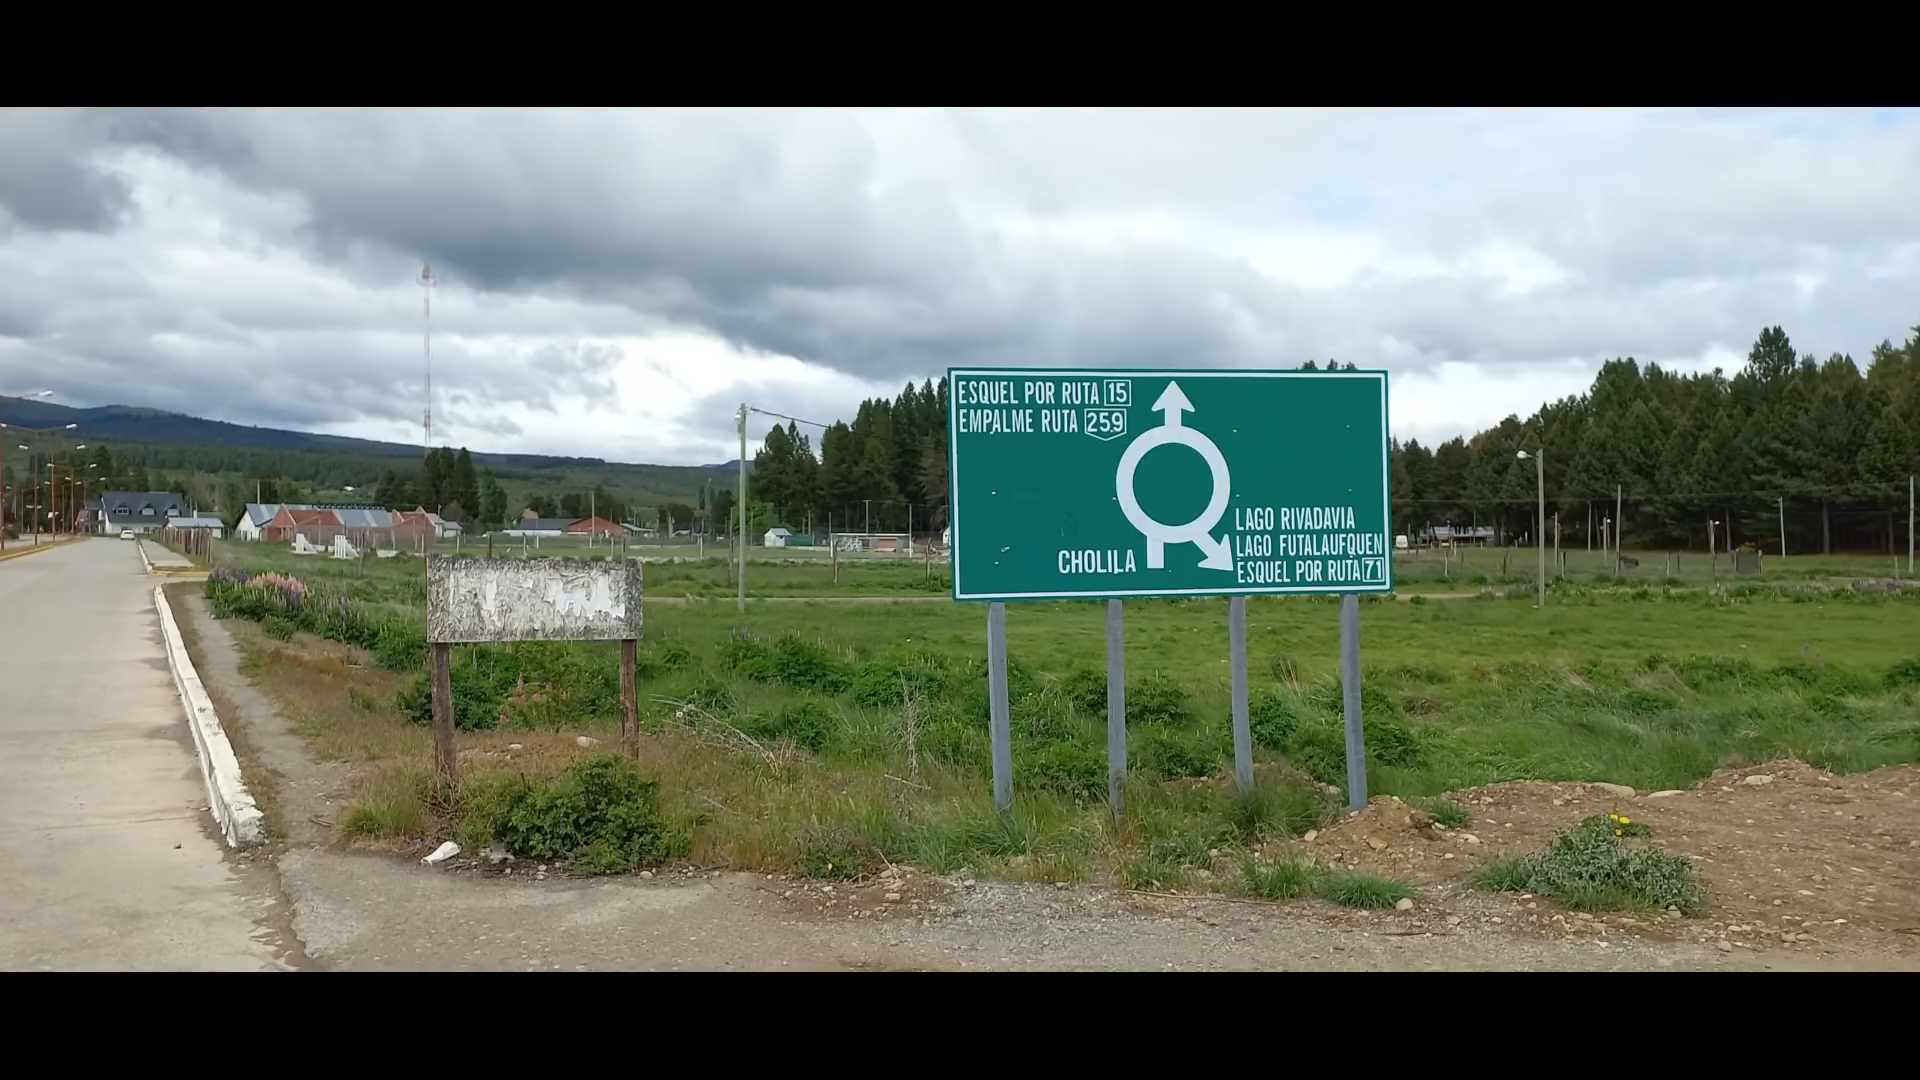 ESQUEL POR RUTA 15
EMPALME RUTA 259
CHOLILA
LAGO RIVADAVIA
LAGO FUTALAUFQUEN
ESQUEL POR RUTA 71